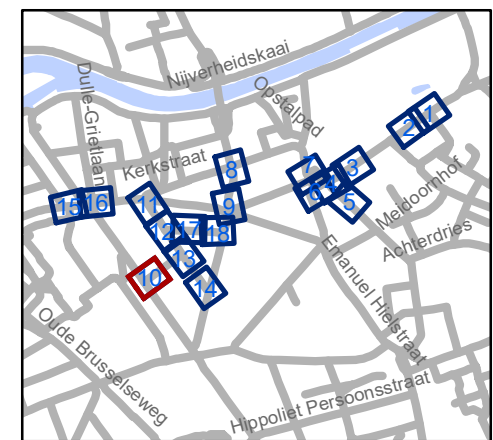 Nijverheidskaai
Dulle-Grietlaan
Opstalpad
Kerkstraat
1
2
3
4
5
6
7
8
9
10
11
12
13
14
15
16
17
18
Meidoornhof
Achterdries
Emanuel Hielstraat
Oude Brusselseweg
Hippoliet Persoonsstraat